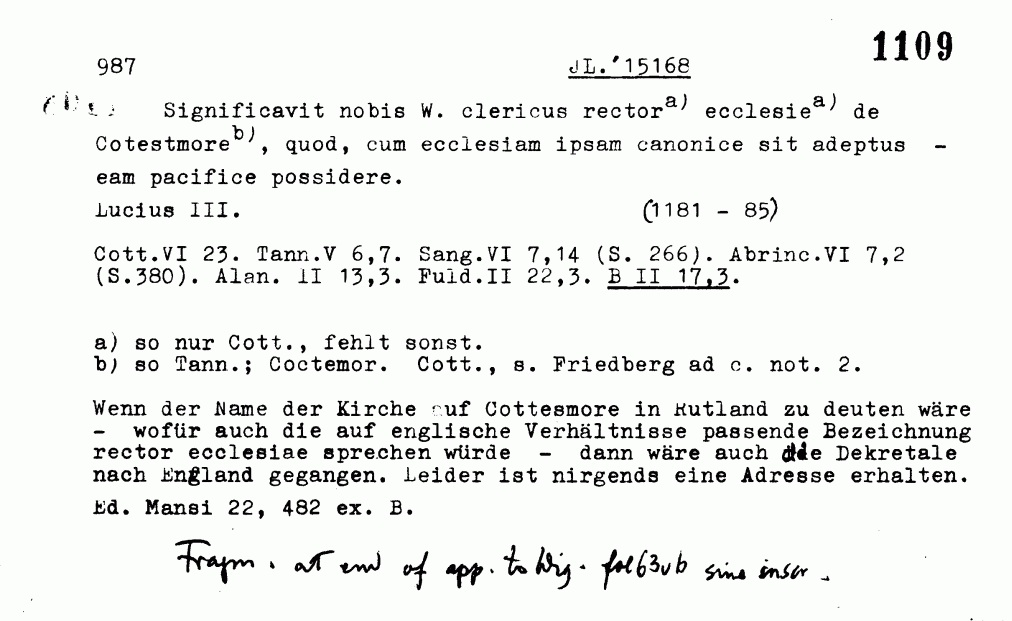 1109
987 JL. 15168
Significavit nobis W. clericus rector a) ecclesie a) de
Cotestmore b), quod, cum ecclesiam ipsam canonice sit adeptus -
eam pacifice possidere.
Lucius III. (1181 - 85)
Cott.VI 23. Tann.V 6,7. Sang.VI 7,14 (S. 266). Abrinc.VI 7,2
(S.380). Alan. II 13,3. Fuld.II 22,3. B II 17,3.
a) so nur Cott., fehlt sonst.
b) so Tann.; Coctemor. Cott., s. Friedberg ad c. not. 2.
Wenn der Name der Kirche auf Cottesmore in Rutland zu deuten wäre
- wofür auch die auf englische Verhältnisse passende Bezeichnung
rector ecclesiae sprechen würde - dann wäre auch die Dekretale
nach England gegangen. Leider ist nirgends eine Adresse erhalten.
Ed. Mansi 22, 482 ex. B.
Fragm. at end of app. to Wig. fol 63vb sine inscr.